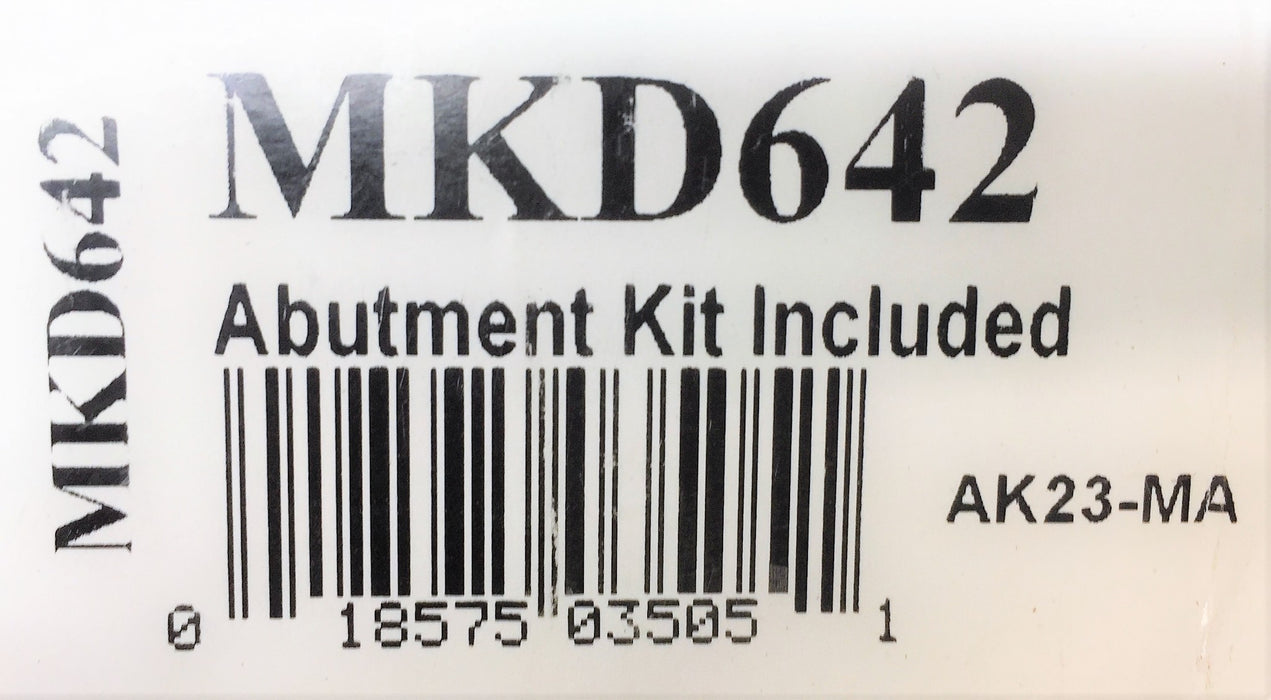 MKD642
MKD642
Abutment Kit Included
AK23-MA
0 18575 03505 1